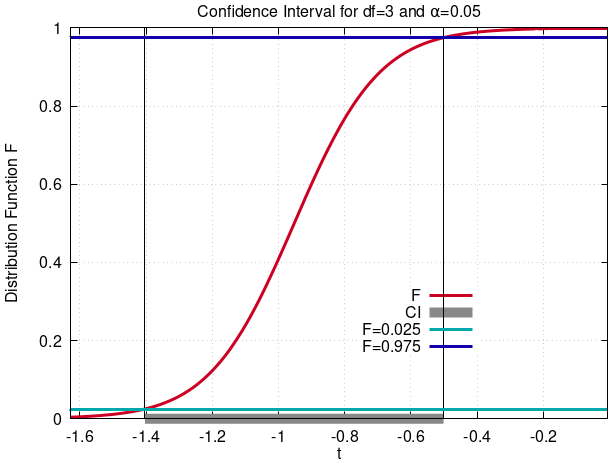 Confidence Interval for df=3 and α=0.05
1
0.8
0.6
0.4
0.2
0
Distribution Function F
F
CI
F=0.025
F=0.975
-1.6 -1.4 -1.2 -1 -0.8 -0.6 -0.4 -0.2
t